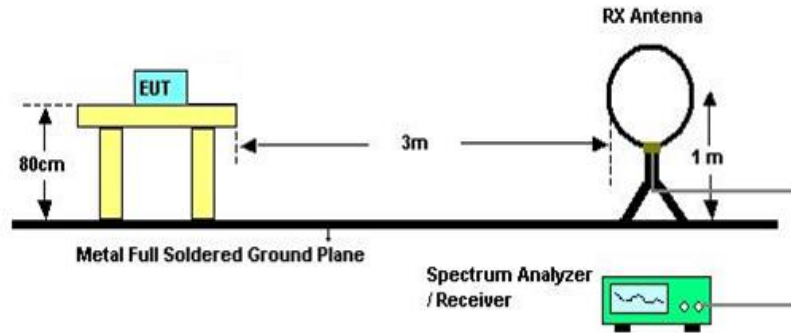 RX Antenna
EUT
3m
80cm
1 m
Metal Full Soldered Ground Plane
Spectrum Analyzer
/ Receiver